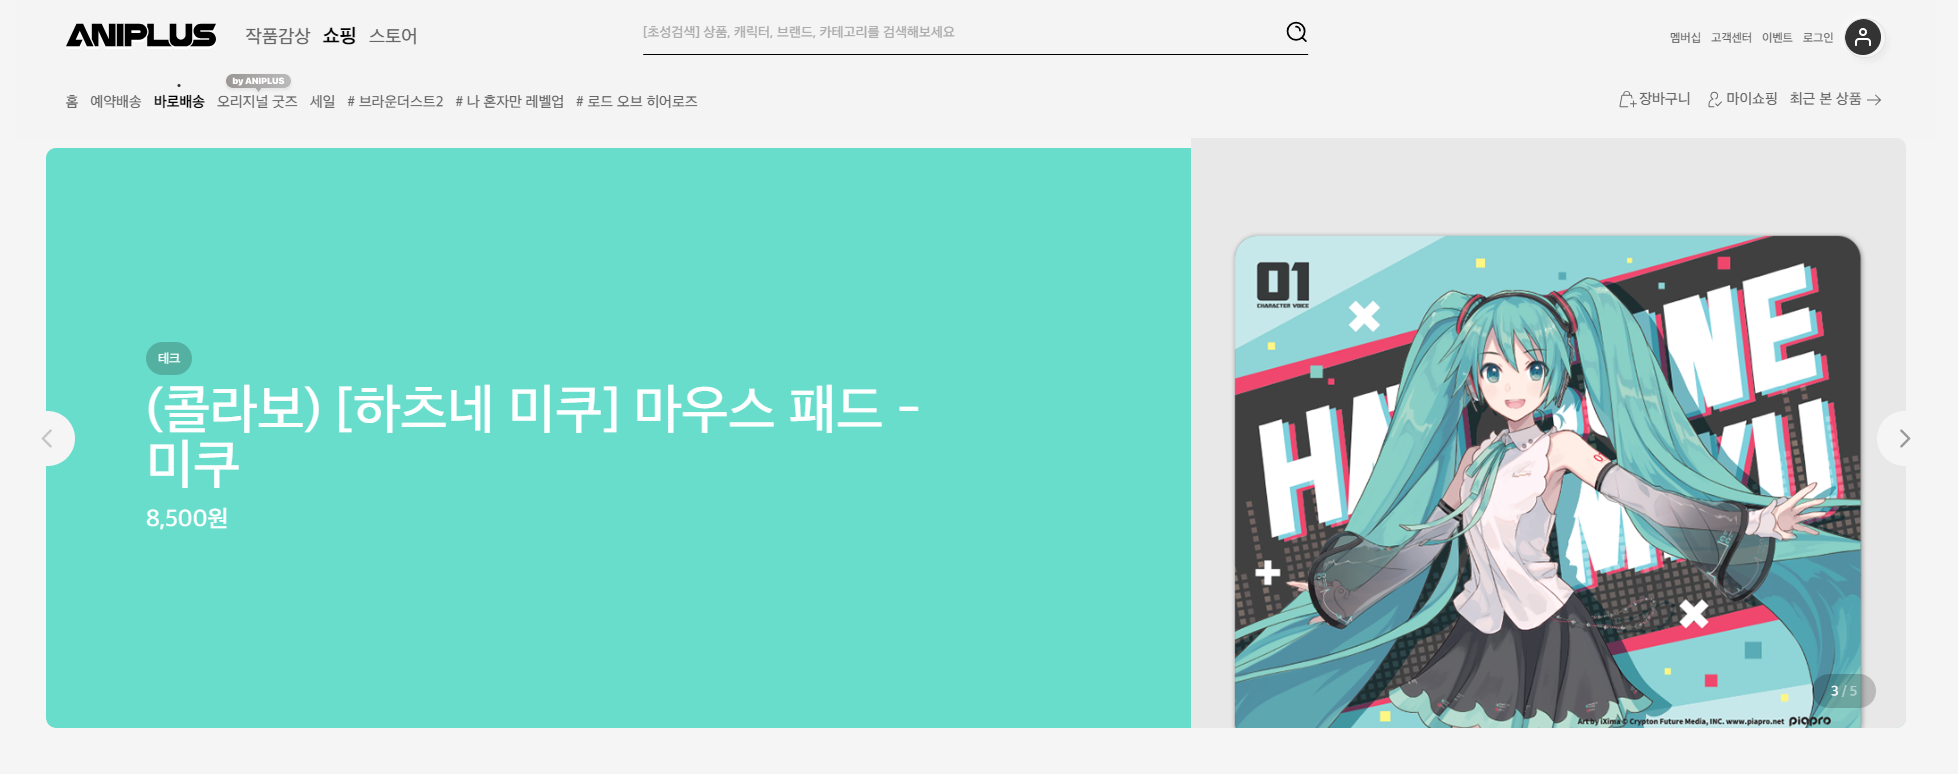 ANIPLUS 작품감상 쇼핑 스토어
[초성검색] 상품, 캐릭터, 브랜드, 카테고리를 검색해보세요
멤버십 고객센터 이벤트 로그인
by ANIPLUS
홈 예약배송 바로배송 오리지널 굿즈 세일 # 브라운더스트2 # 나 혼자만 레벨업 # 로드 오브 히어로즈
장바구니 마이쇼핑 최근 본 상품
테크
(콜라보) [하츠네 미쿠] 마우스 패드 -
미쿠
8,500원
01
CHARACTER VOICE
01
3 / 5
Art by iXima © Crypton Future Media, INC. www.piapro.net piapro